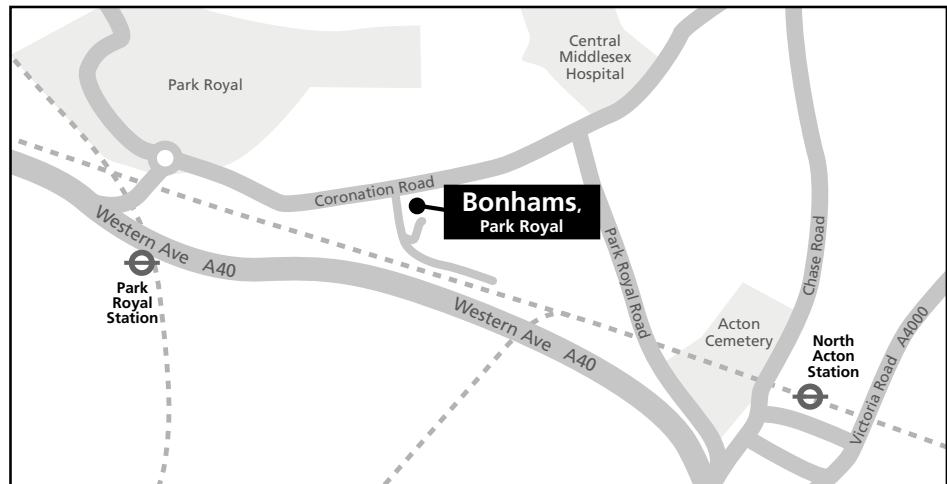 Central
Middlesex
Hospital
Park Royal
Coronation Road
Bonhams,
Park Royal
Western Ave A40
Park
Royal
Station
Park Royal Road
Chase Road
Western Ave A40
Acton
Cemetery
North
Acton
Station
Victoria Road A4000